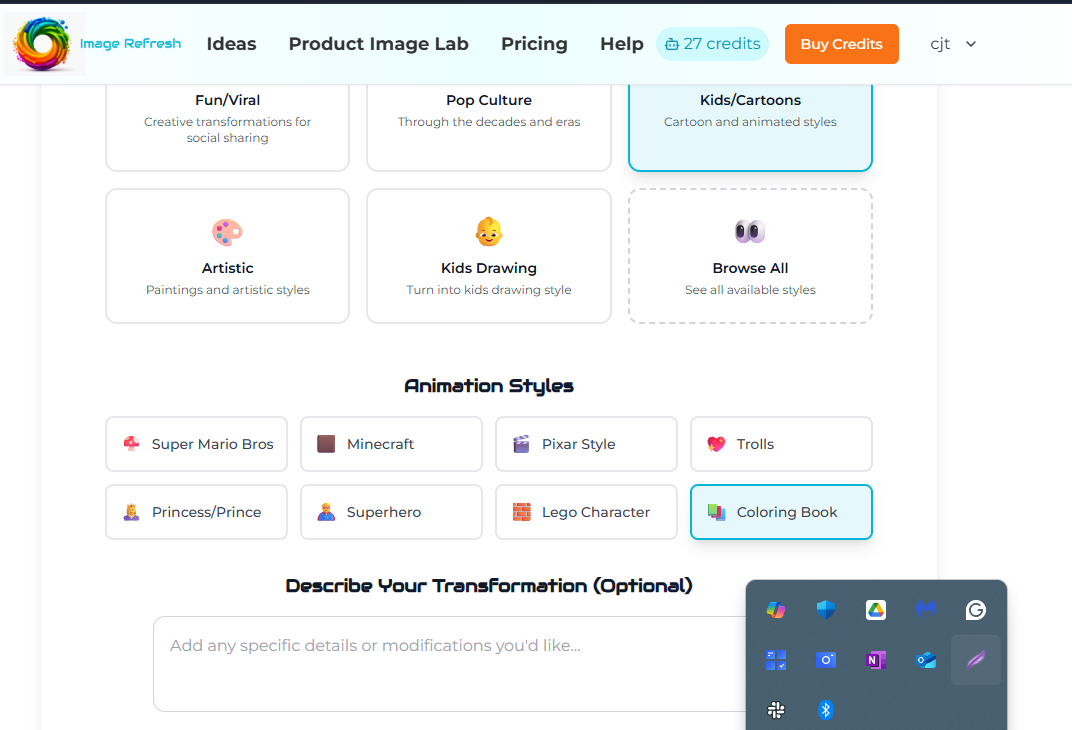 Image Refresh
Ideas
Product Image Lab
Pricing
Help
27 credits
Buy Credits
cjt
Fun/Viral
Creative transformations for
social sharing
Pop Culture
Through the decades and eras
Kids/Cartoons
Cartoon and animated styles
Artistic
Paintings and artistic styles
Kids Drawing
Turn into kids drawing style
Browse All
See all available styles
Animation Styles
Super Mario Bros
Minecraft
Pixar Style
Trolls
Princess/Prince
Superhero
Lego Character
Coloring Book
Describe Your Transformation (Optional)
Add any specific details or modifications you'd like...